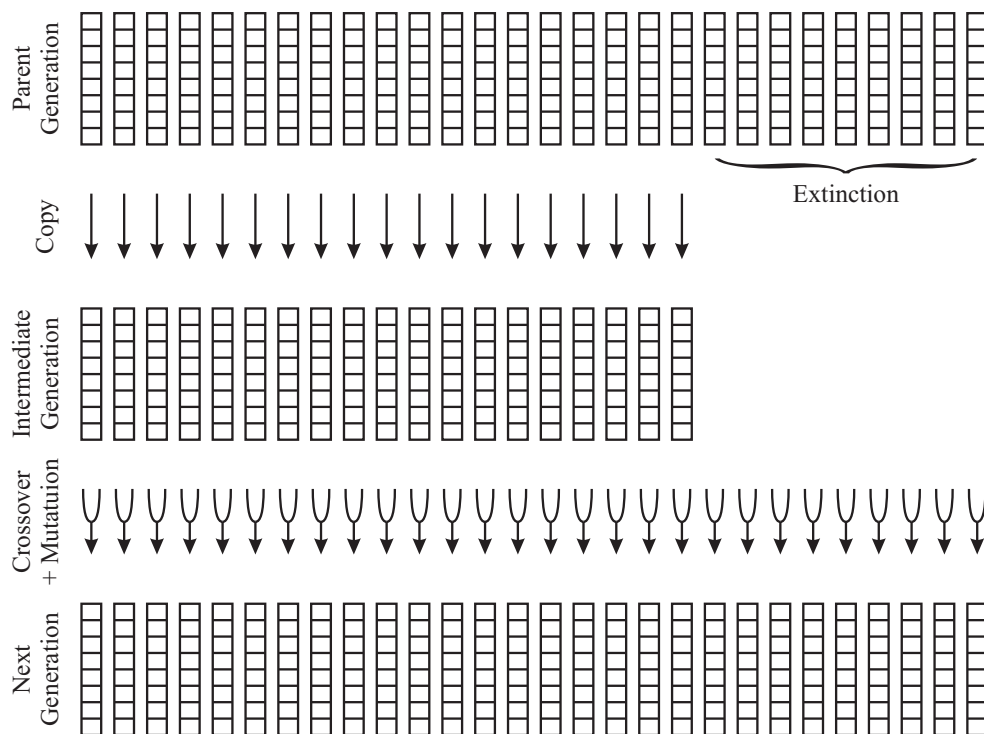 Parent
Generation
Extinction
Copy
Intermediate
Generation
Crossover
+ Mutatuion
Next
Generation